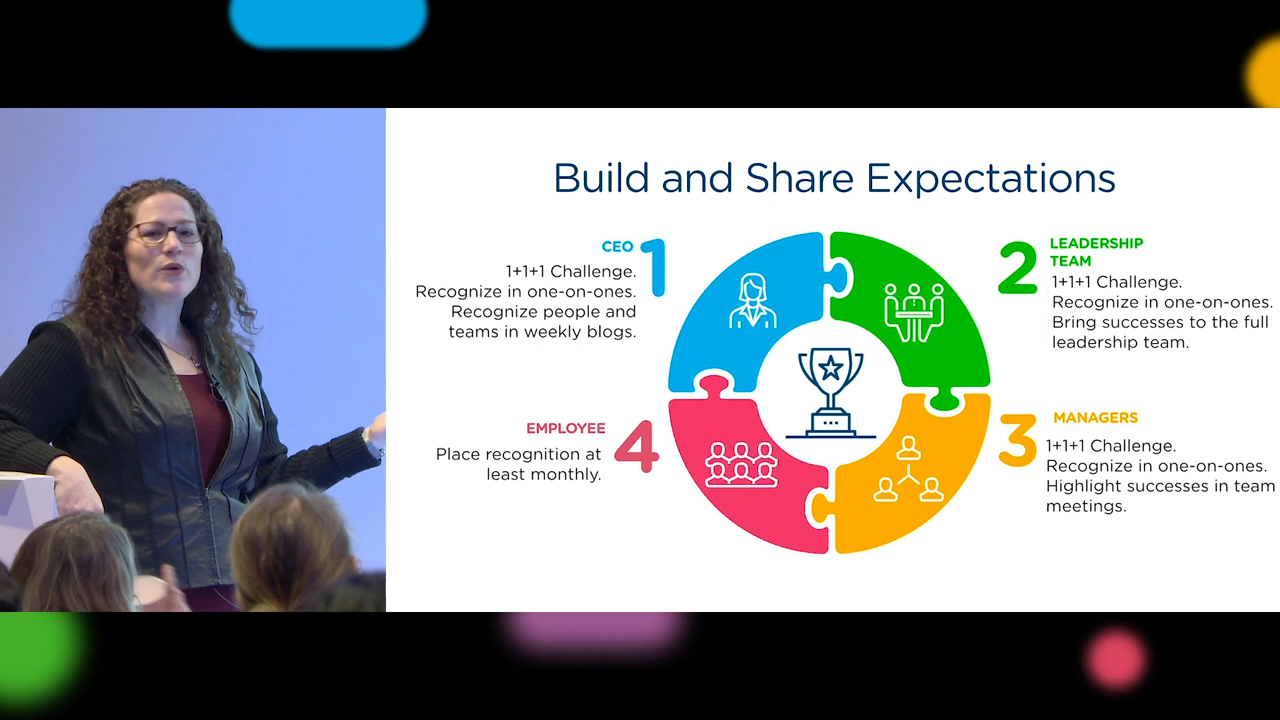 Build and Share Expectations
CEO
1
1+1+1 Challenge.
Recognize in one-on-ones.
Recognize people and
teams in weekly blogs.
2
LEADERSHIP
TEAM
1+1+1 Challenge.
Recognize in one-on-ones.
Bring successes to the full
leadership team.
3
MANAGERS
1+1+1 Challenge.
Recognize in one-on-ones.
Highlight successes in team
meetings.
EMPLOYEE
4
Place recognition at
least monthly.